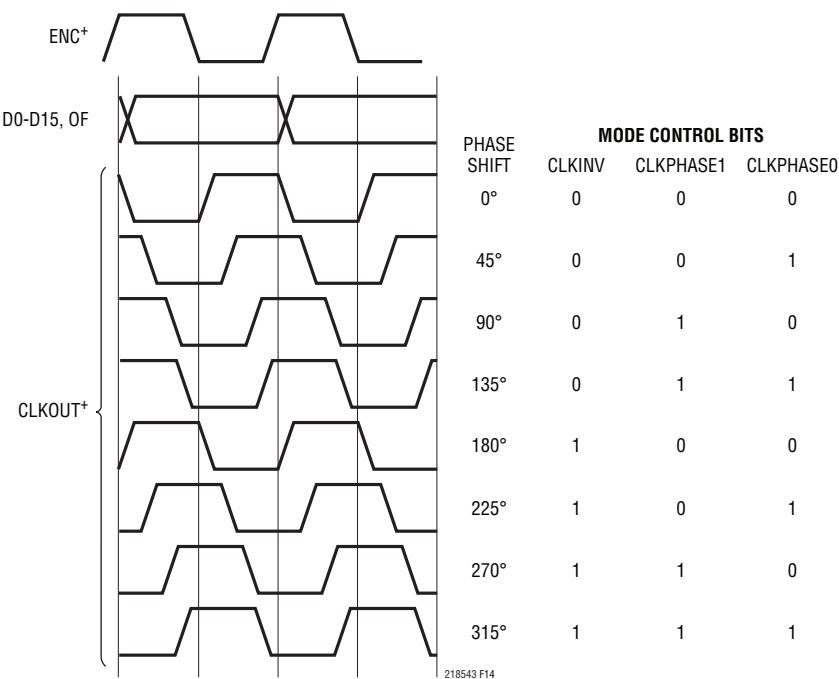 ENC+
D0-D15, OF
CLKOUT+
MODE CONTROL BITS
PHASE SHIFT CLKINV CLKPHASE1 CLKPHASE0
0° 0 0 0
45° 0 0 1
90° 0 1 0
135° 0 1 1
180° 1 0 0
225° 1 0 1
270° 1 1 0
315° 1 1 1
218543 F14